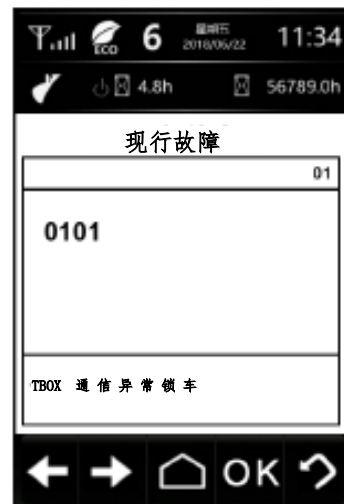 ECO
6
星期五
2018/06/22
11:34
4.8h
56789.0h
现行故障
01
0101
TBOX 通信异常锁车
OK